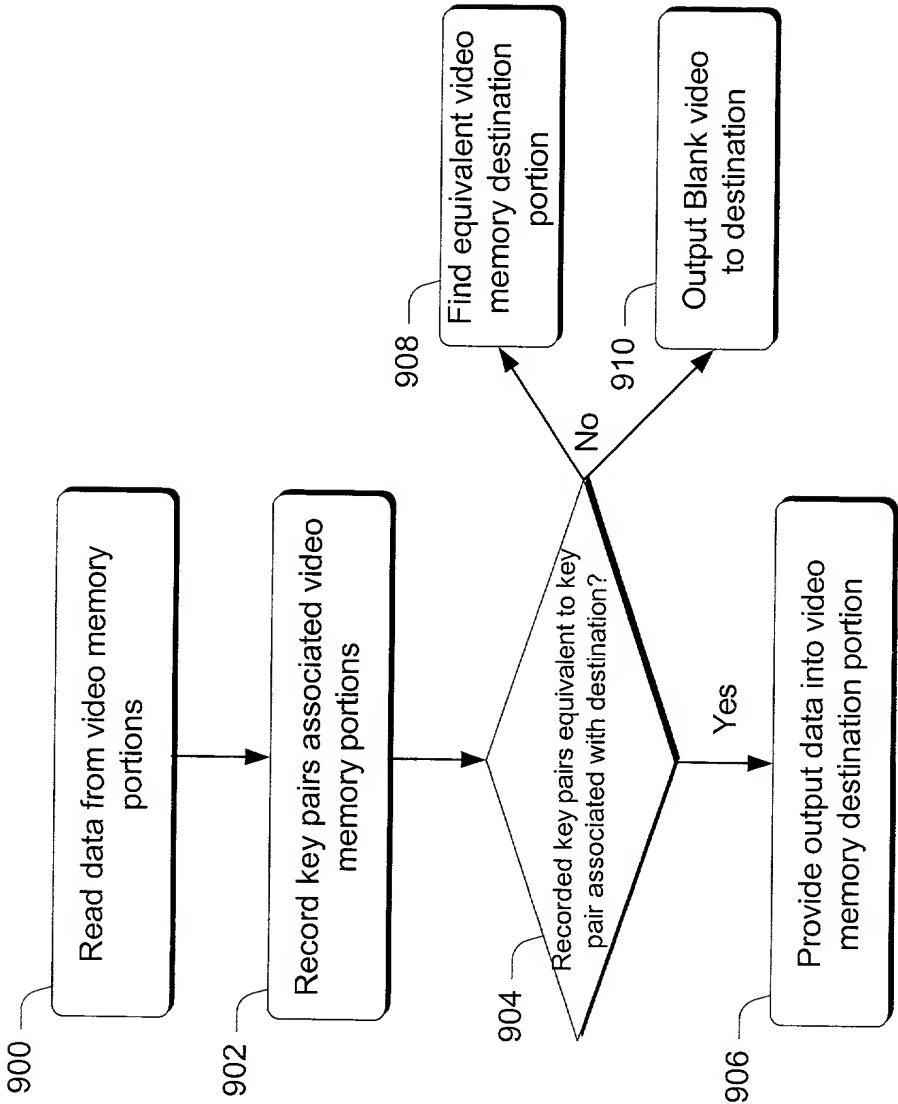 900
Read data from video memory
portions
902
Record key pairs associated video
memory portions
904
Recorded key pairs equivalent to key
pair associated with destination?
No
908
Find equivalent video
memory destination
portion
910
Output Blank video
to destination
Yes
906
Provide output data into video
memory destination portion